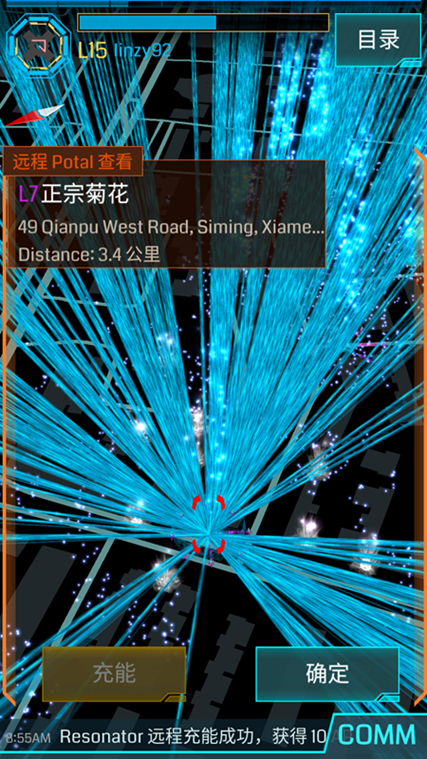 目录
L15 linzy92
远程 Potal 查看
L7 正宗菊花
49 Qianpu West Road, Siming, Xiame...
Distance: 3.4 公里
充能
确定
8:55AM Resonator 远程充能成功，获得 10
COMM